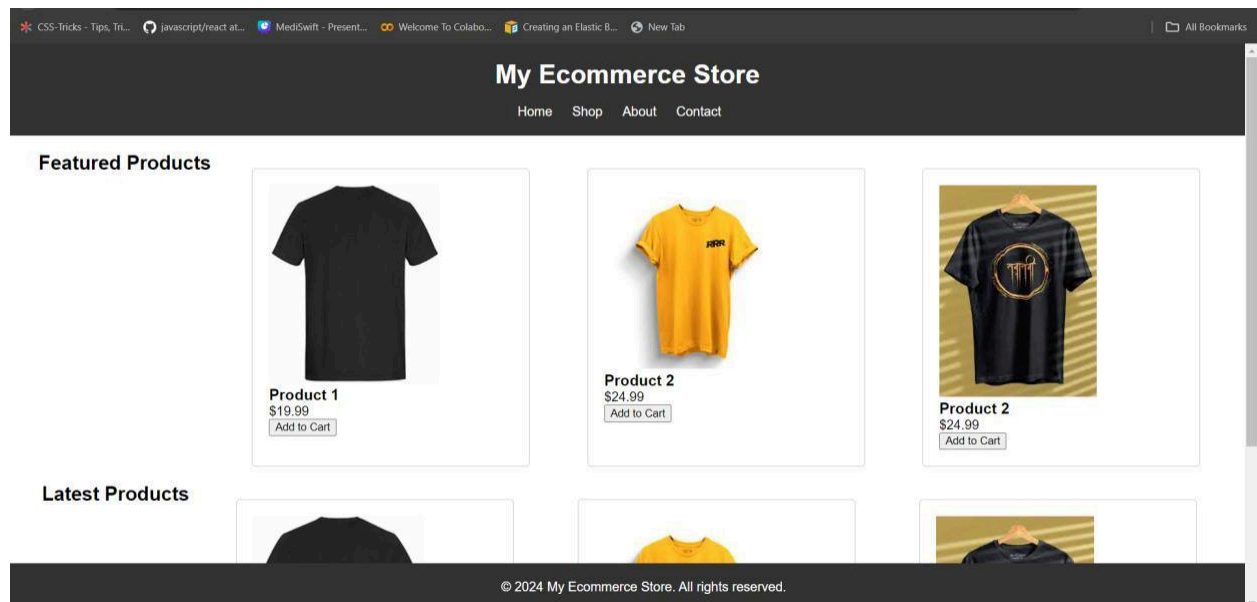 CSS-Tricks - Tips, Tri... javascript/react at... MediSwift - Present... Welcome To Colabo... Creating an Elastic B... New Tab All Bookmarks
My Ecommerce Store
Home Shop About Contact
Featured Products
RRR
Product 1
$19.99
Add to Cart
Product 2
$24.99
Add to Cart
Product 2
$24.99
Add to Cart
Latest Products
© 2024 My Ecommerce Store. All rights reserved.